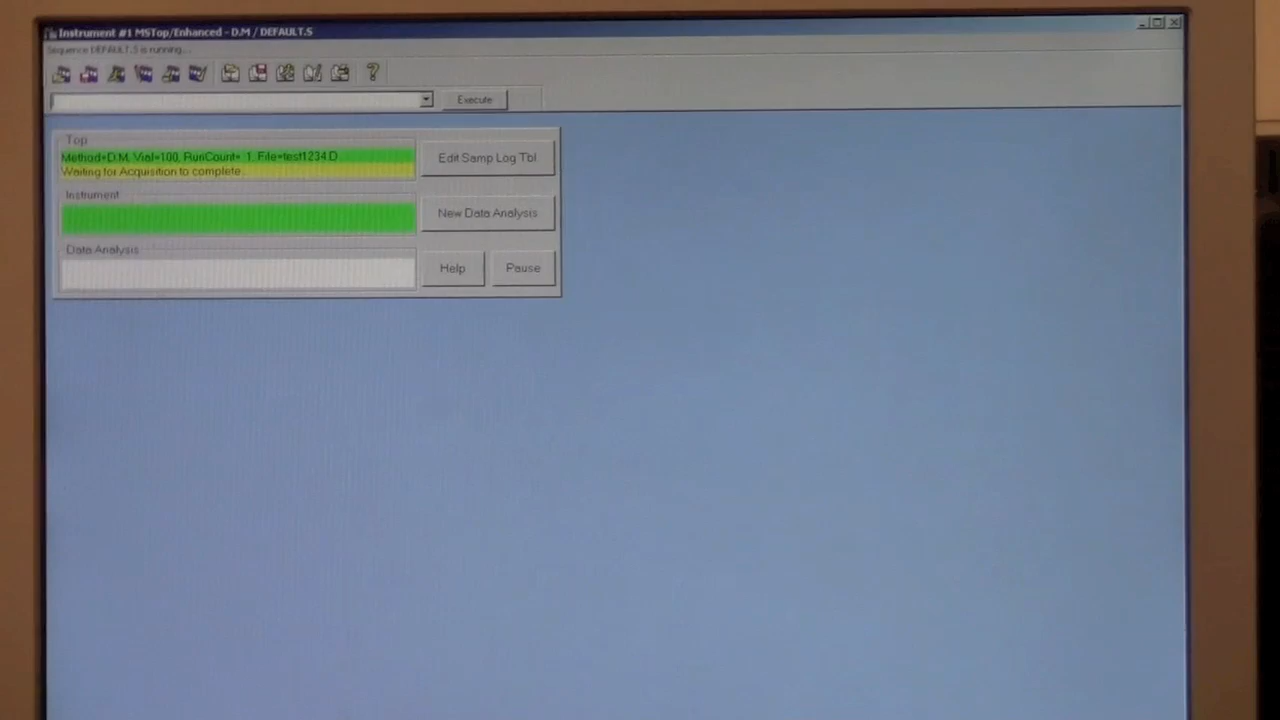 Instrument #1 MSTop/Enhanced - D.M / DEFAULT.S
Sequence DEFAULT.S is running...
Execute
Top
Method=D.M, Vial=100, RunCount= 1, File=test1234.D
Waiting for Acquisition to complete.
Edit Samp Log Tbl
Instrument
New Data Analysis
Data Analysis
Help
Pause